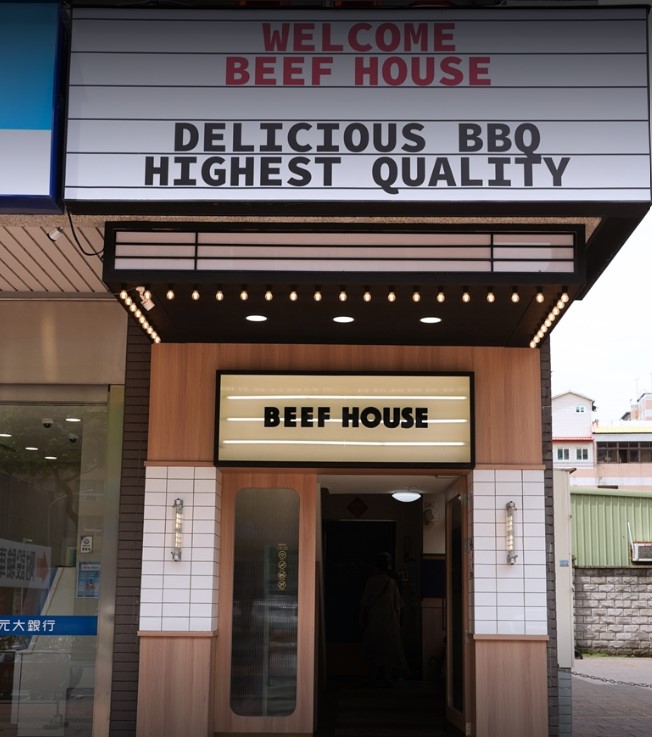 WELCOME
BEEF HOUSE
DELICIOUS BBQ
HIGHEST QUALITY
BEEF HOUSE
元大銀行